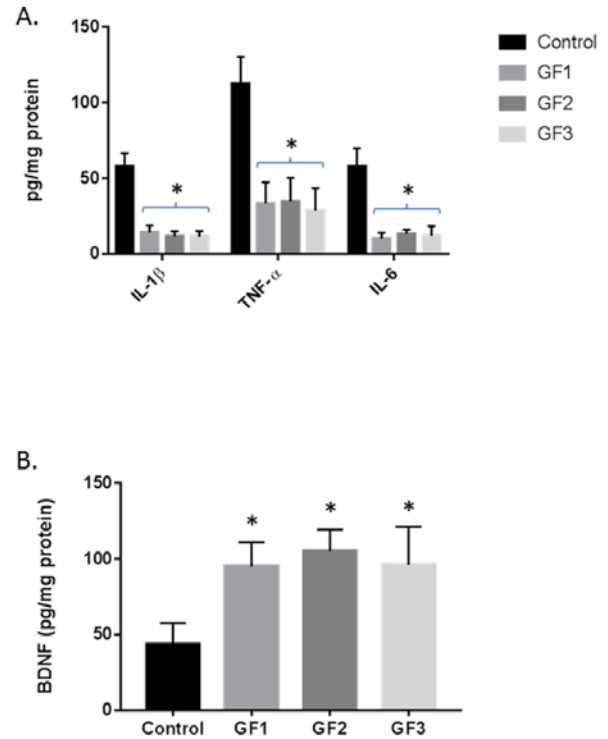 A.
pg/mg protein
150
100
50
0
*
*
*
IL-1β
TNF-α
IL-6
Control
GF1
GF2
GF3
B.
BDNF (pg/mg protein)
150
100
50
0
*
*
*
Control
GF1
GF2
GF3